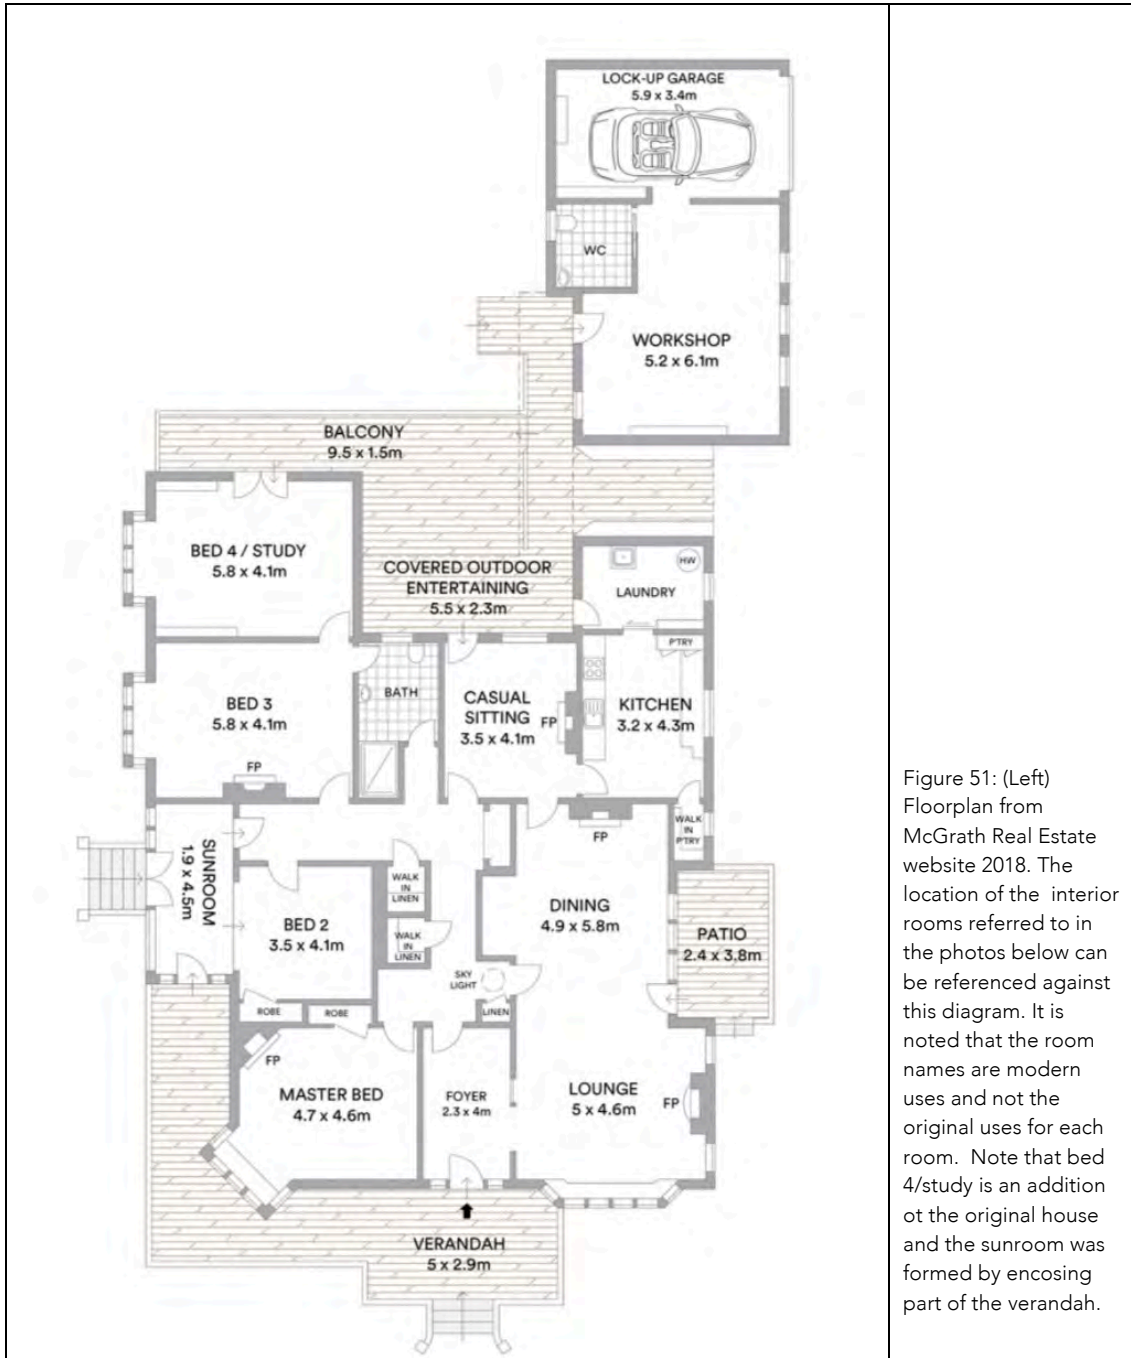 LOCK-UP GARAGE
5.9 x 3.4m
WC
WORKSHOP
5.2 x 6.1m
BALCONY
9.5 x 1.5m
BED 4 / STUDY
5.8 x 4.1m
COVERED OUTDOOR
ENTERTAINING
5.5 x 2.3m
HW
LAUNDRY
P'TRY
BED 3
5.8 x 4.1m
FP
BATH
CASUAL
SITTING
3.5 x 4.1m
FP
KITCHEN
3.2 x 4.3m
SUNROOM
1.9 x 4.5m
WALK
IN
LINEN
WALK
IN
LINEN
FP
WALK
IN
P'TRY
BED 2
3.5 x 4.1m
DINING
4.9 x 5.8m
PATIO
2.4 x 3.8m
SKY
LIGHT
LINEN
ROBE
ROBE
FP
MASTER BED
4.7 x 4.6m
FOYER
2.3 x 4m
LOUNGE
5 x 4.6m
FP
VERANDAH
5 x 2.9m
Figure 51: (Left)
Floorplan from
McGrath Real Estate
website 2018. The
location of the interior
rooms referred to in
the photos below can
be referenced against
this diagram. It is
noted that the room
names are modern
uses and not the
original uses for each
room. Note that bed
4/study is an addition
ot the original house
and the sunroom was
formed by encosing
part of the verandah.